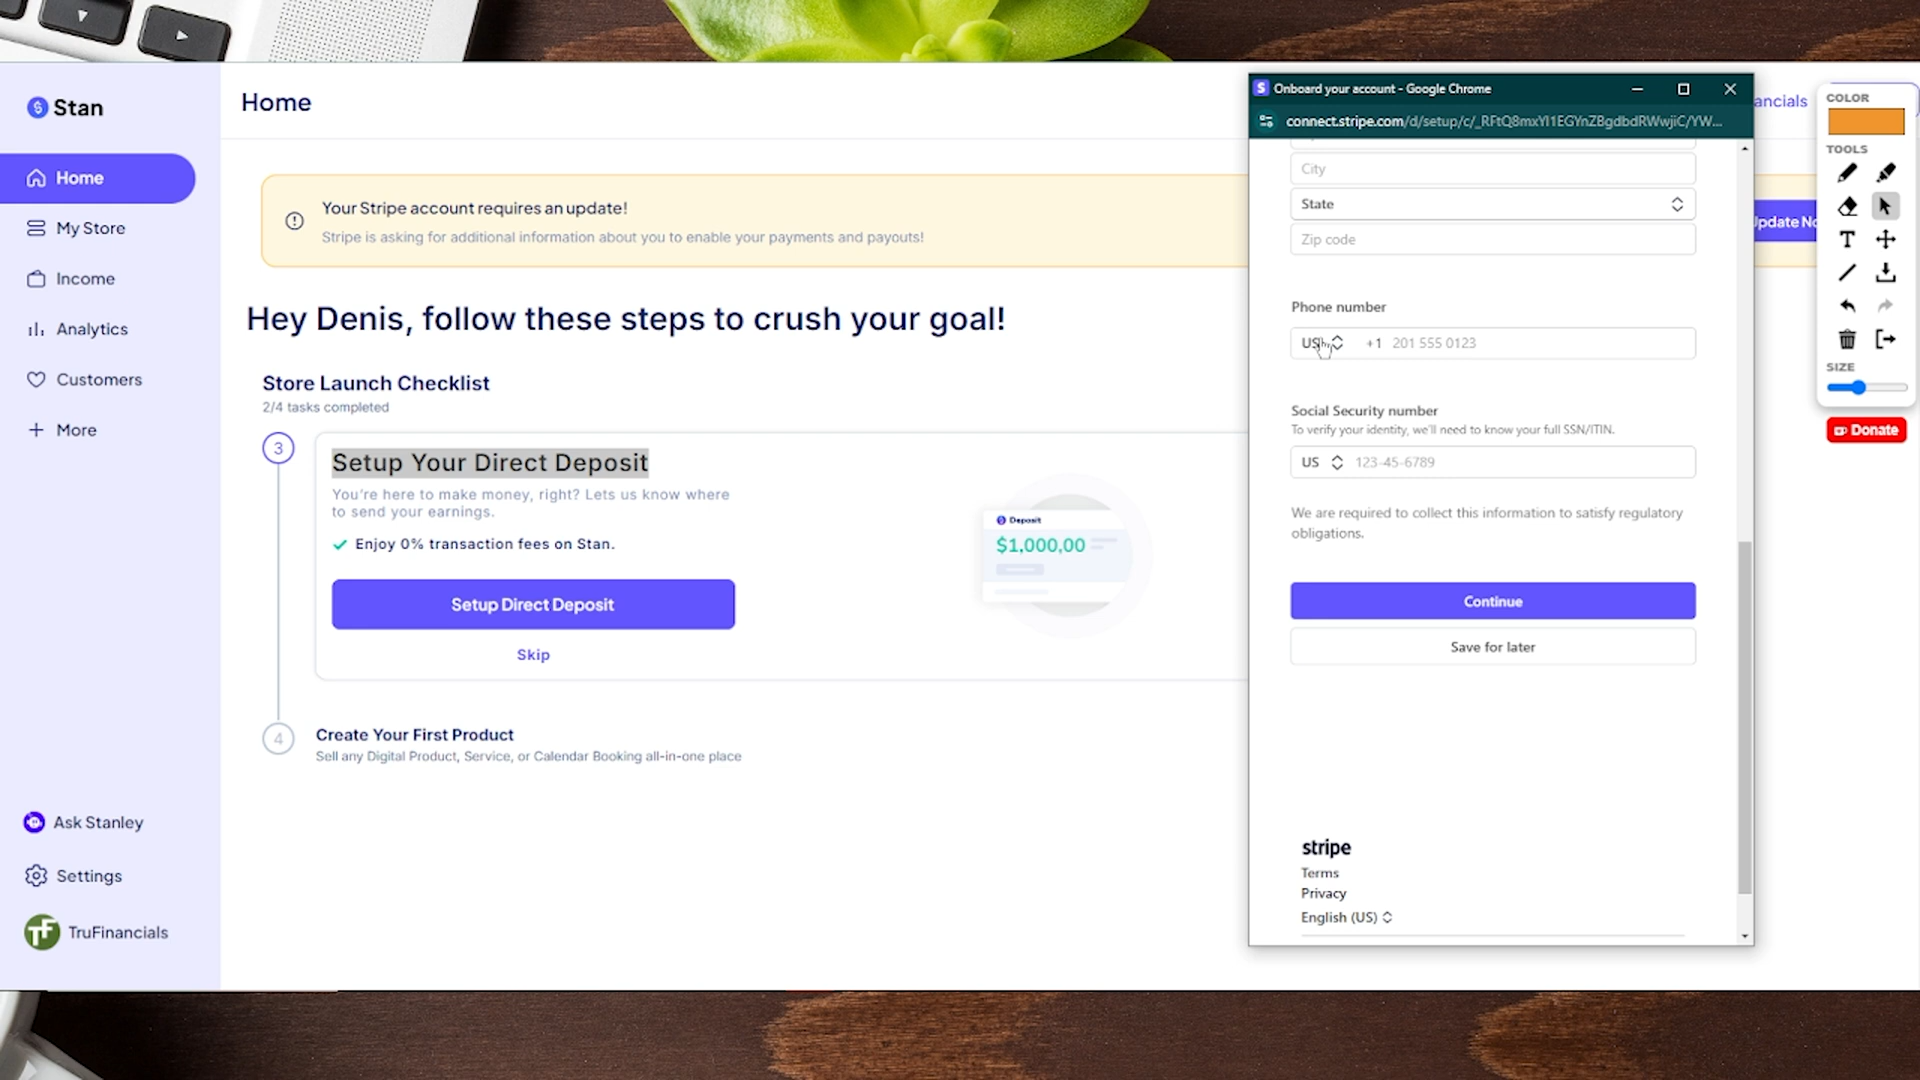 Stan
Home
My Store
Income
Analytics
Customers
More
Ask Stanley
Settings
TruFinancials
Home
Your Stripe account requires an update!
Stripe is asking for additional information about you to enable your payments and payouts!
Hey Denis, follow these steps to crush your goal!
Store Launch Checklist
2/4 tasks completed
3
Setup Your Direct Deposit
You're here to make money, right? Lets us know where
to send your earnings.
Enjoy 0% transaction fees on Stan.
Setup Direct Deposit
Skip
Deposit
$1,000,00
4
Create Your First Product
Sell any Digital Product, Service, or Calendar Booking all-in-one place
Onboard your account - Google Chrome
connect.stripe.com/d/setup/c/_RFtQ8mxYl1EGYnZBgdbdRWwjiC/YW...
City
State
Zip code
Phone number
US +1 201 555 0123
Social Security number
To verify your identity, we'll need to know your full SSN/ITIN.
US 123-45-6789
We are required to collect this information to satisfy regulatory
obligations.
Continue
Save for later
stripe
Terms
Privacy
English (US)
ancials
Update No
COLOR
TOOLS
T
SIZE
Donate